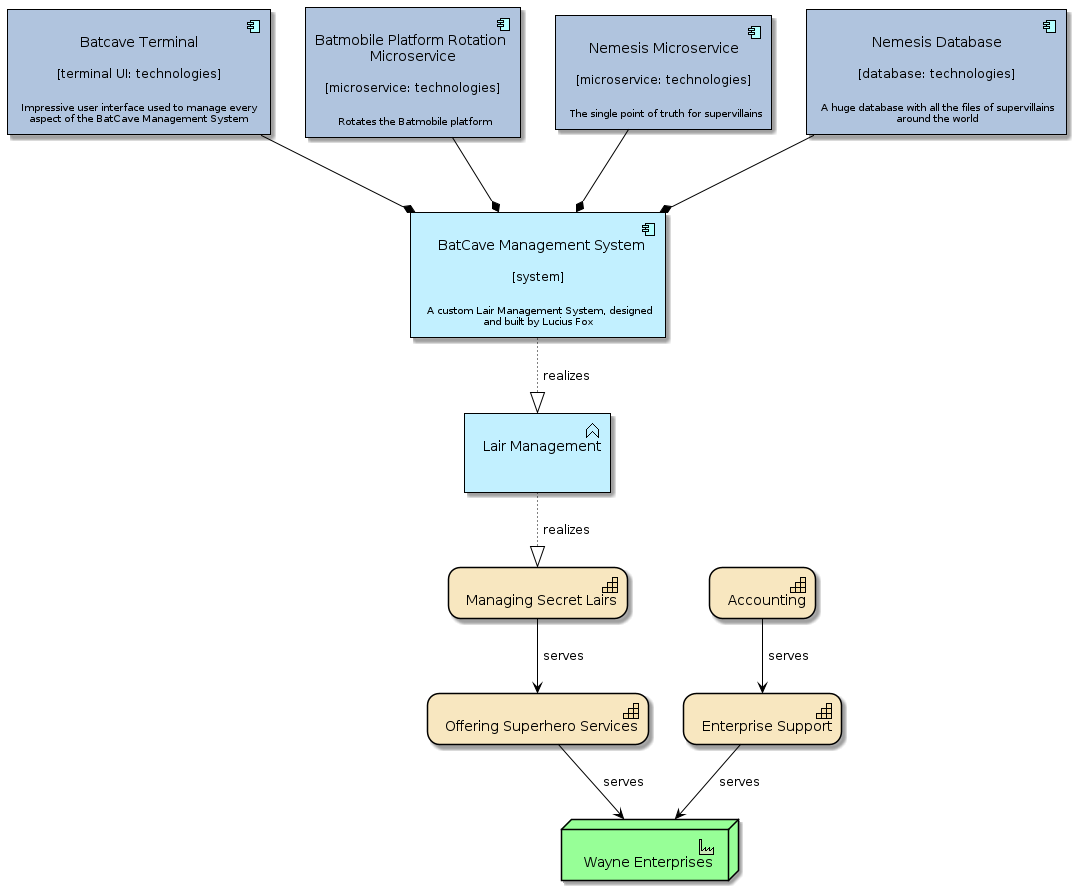 Batcave Terminal
[terminal UI: technologies]
Impressive user interface used to manage every
aspect of the BatCave Management System
Batmobile Platform Rotation
Microservice
[microservice: technologies]
Rotates the Batmobile platform
Nemesis Microservice
[microservice: technologies]
The single point of truth for supervillains
Nemesis Database
[database: technologies]
A huge database with all the files of supervillains
around the world
BatCave Management System
[system]
A custom Lair Management System, designed
and built by Lucius Fox
realizes
Lair Management
realizes
Managing Secret Lairs
Accounting
serves
serves
Offering Superhero Services
Enterprise Support
serves
serves
Wayne Enterprises